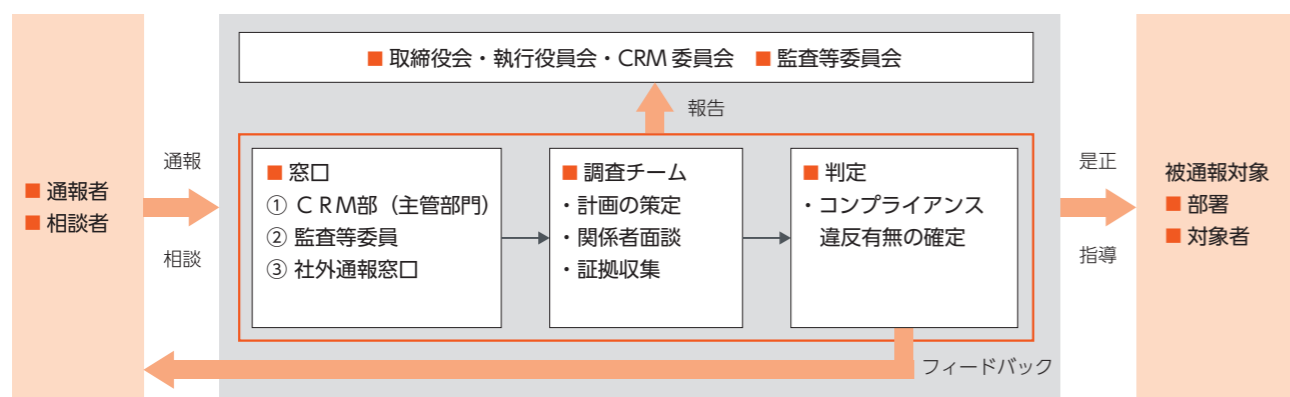 ■ 取締役会・執行役員会・CRM 委員会 ■ 監査等委員会
報告
通報
相談
■ 通報者
■ 相談者
■ 窓口
① ＣＲＭ部（主管部門）
② 監査等委員
③ 社外通報窓口
■ 調査チーム
・計画の策定
・関係者面談
・証拠収集
■ 判定
・コンプライアンス
違反有無の確定
是正
指導
被通報対象
■ 部署
■ 対象者
フィードバック